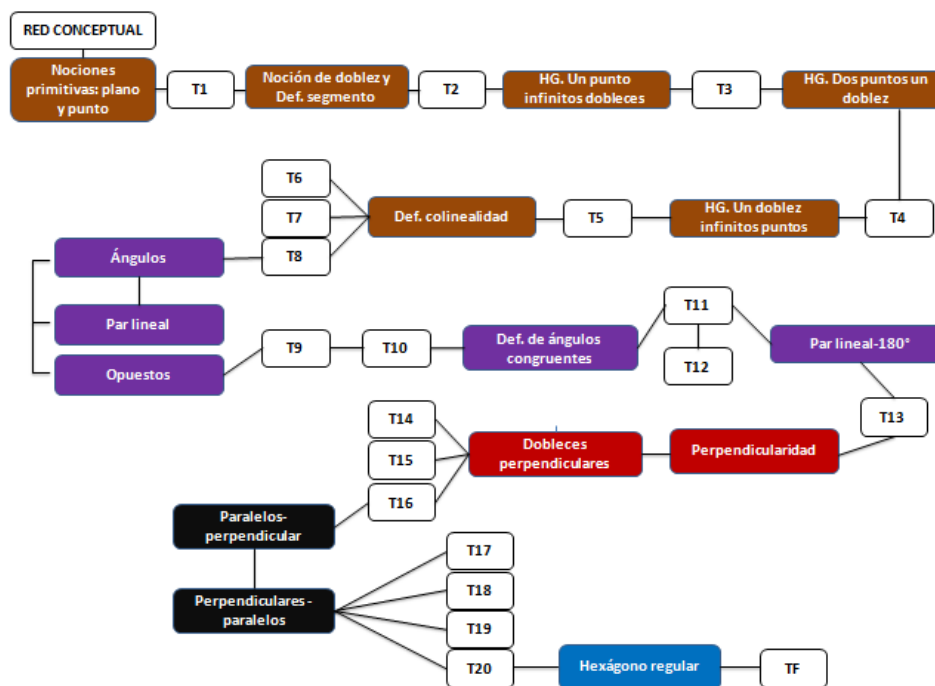 RED CONCEPTUAL
Nociones
primitivas: plano
y punto
T1
Noción de doblez y
Def. segmento
T2
HG. Un punto
infinitos dobleces
T3
HG. Dos puntos un
doblez
T6
T7
T8
Def. colinealidad
T5
HG. Un doblez
infinitos puntos
T4
Ángulos
Par lineal
Opuestos
T9
T10
Def. de ángulos
congruentes
T11
T12
Par lineal-180°
T13
T14
T15
T16
Dobleces
perpendiculares
Perpendicularidad
Paralelos-
perpendicular
Perpendiculares -
paralelos
T17
T18
T19
T20
Hexágono regular
TF